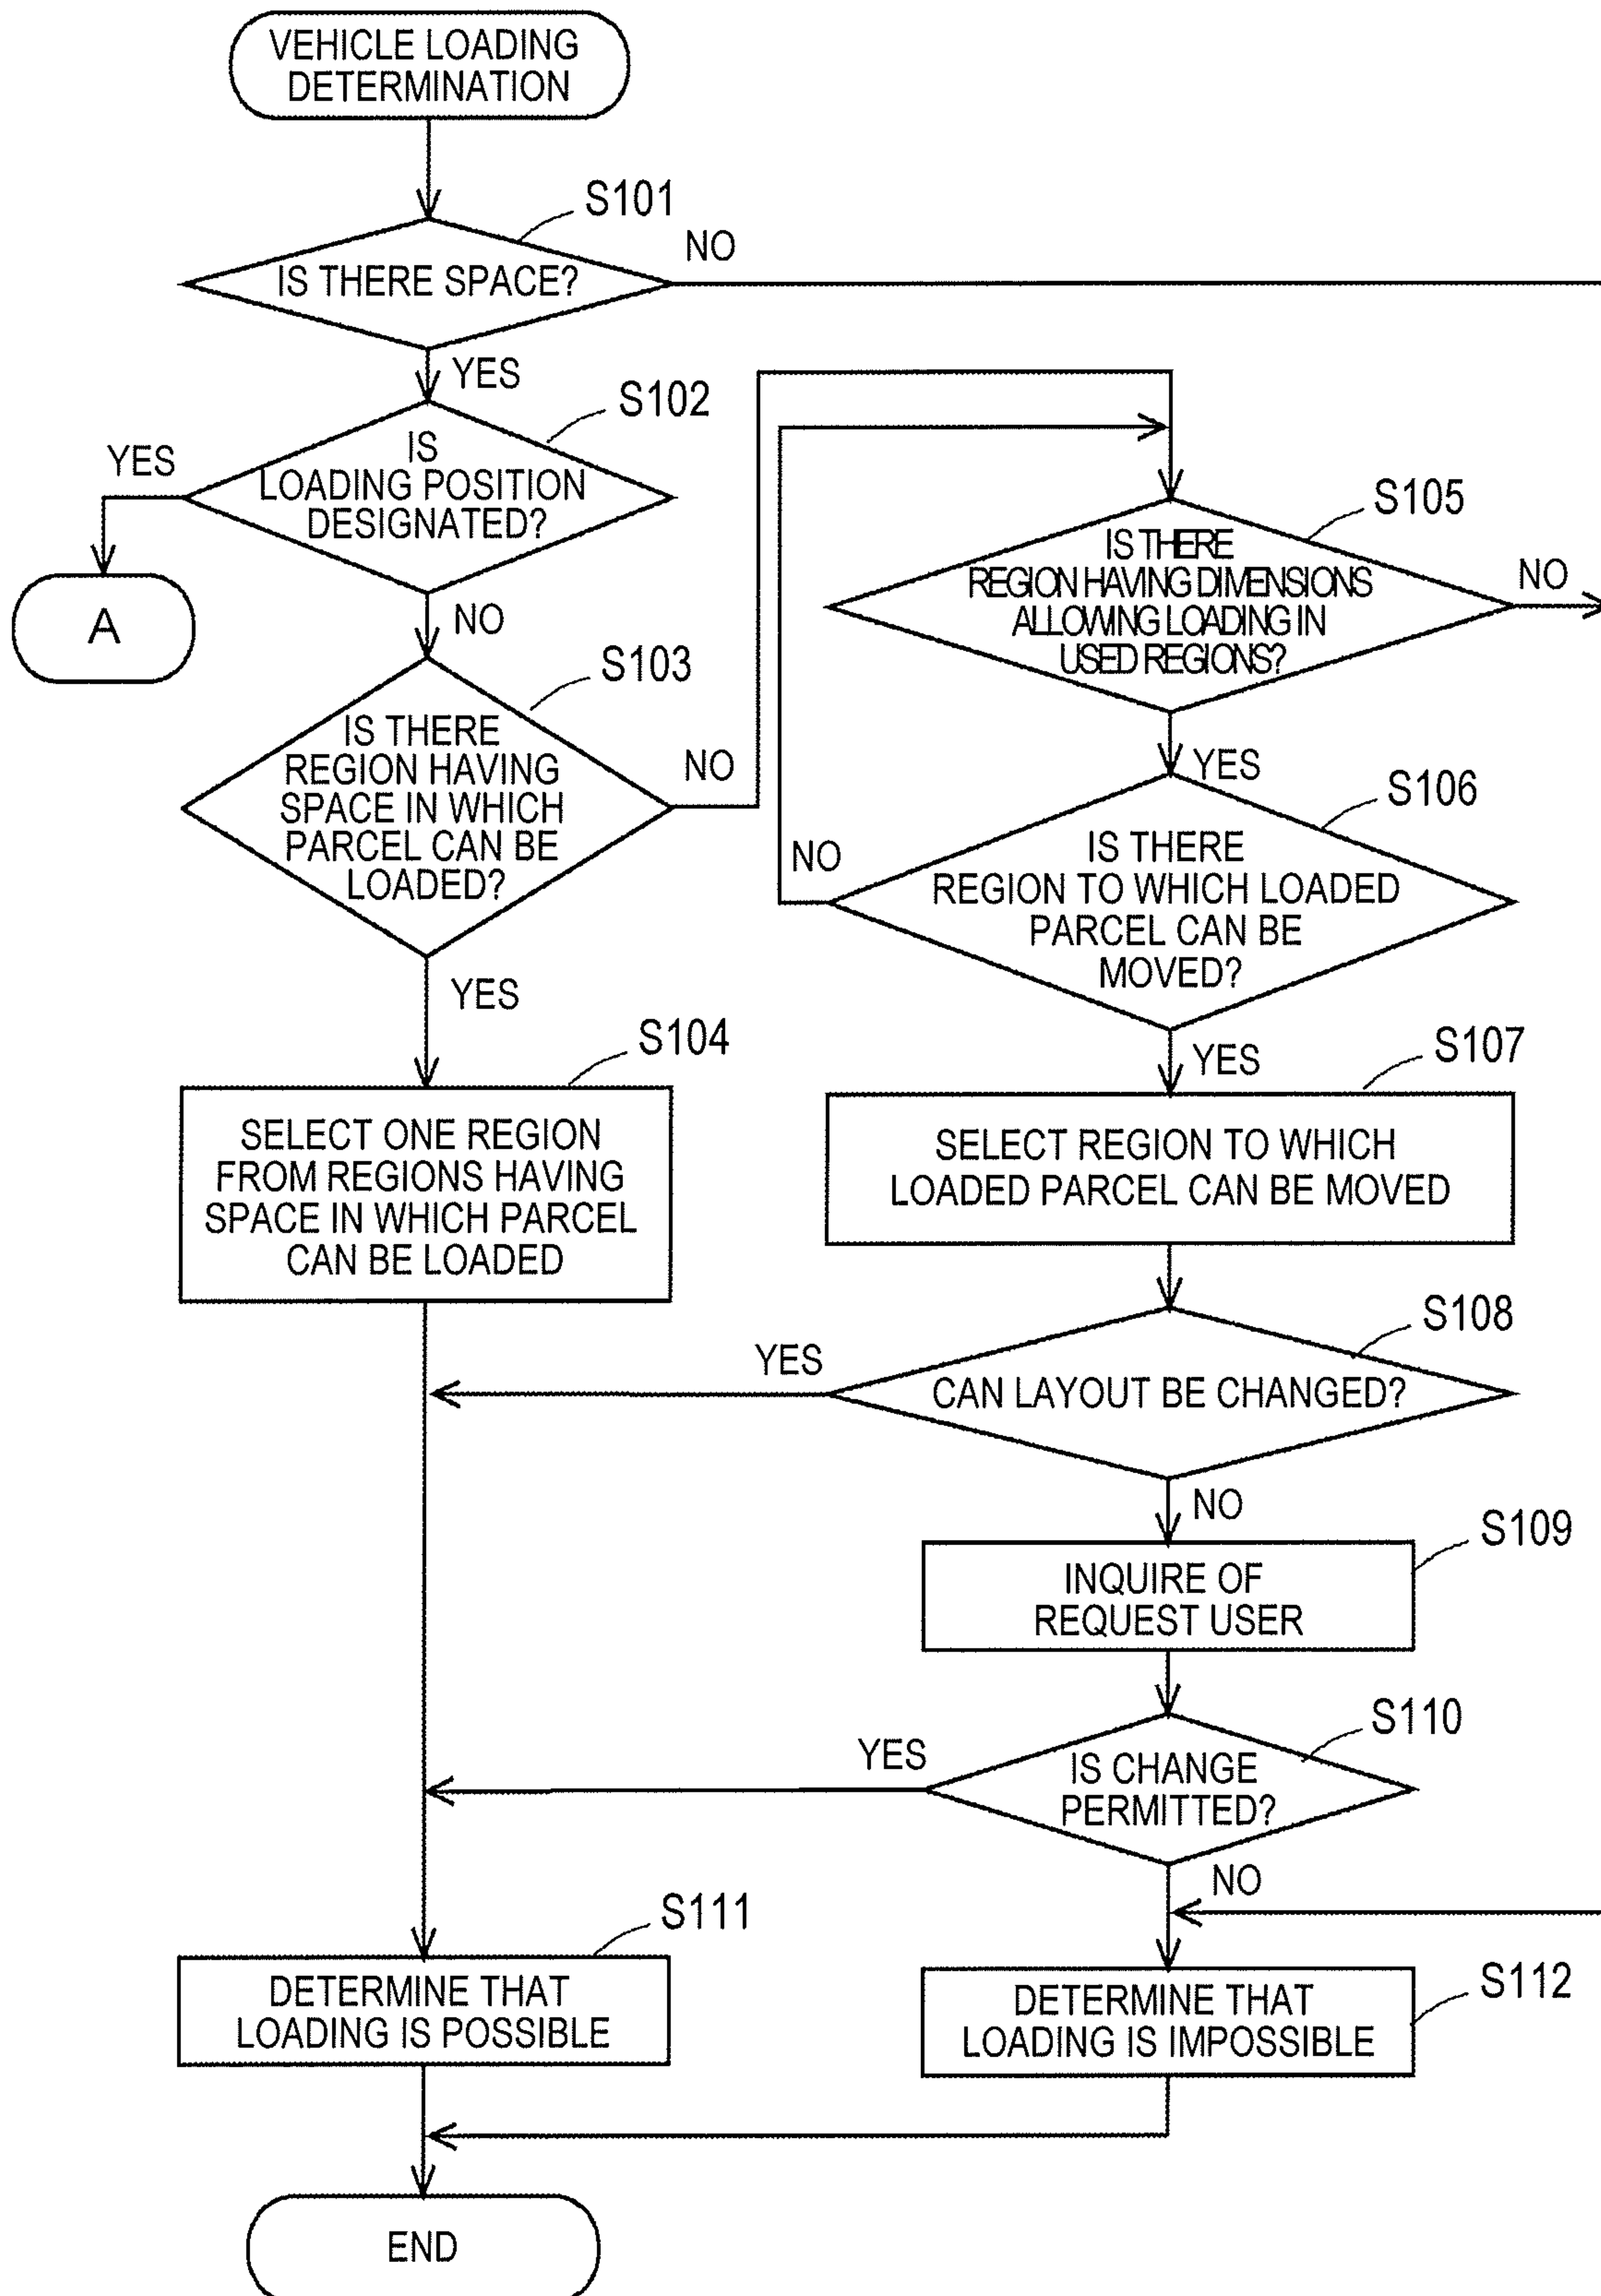 VEHICLE LOADING
DETERMINATION
S101
IS THERE SPACE?
NO
YES
S102
IS
LOADING POSITION
DESIGNATED?
YES
A
NO
S103
IS THERE
REGION HAVING
SPACE IN WHICH
PARCEL CAN BE
LOADED?
NO
YES
S104
SELECT ONE REGION
FROM REGIONS HAVING
SPACE IN WHICH PARCEL
CAN BE LOADED
S105
IS THERE
REGION HAVING DIMENSIONS
ALLOWING LOADING IN
USED REGIONS?
NO
YES
S106
IS THERE
REGION TO WHICH LOADED
PARCEL CAN BE
MOVED?
NO
YES
S107
SELECT REGION TO WHICH
LOADED PARCEL CAN BE MOVED
S108
CAN LAYOUT BE CHANGED?
YES
NO
S109
INQUIRE OF
REQUEST USER
S110
IS CHANGE
PERMITTED?
YES
NO
S111
DETERMINE THAT
LOADING IS POSSIBLE
S112
DETERMINE THAT
LOADING IS IMPOSSIBLE
END